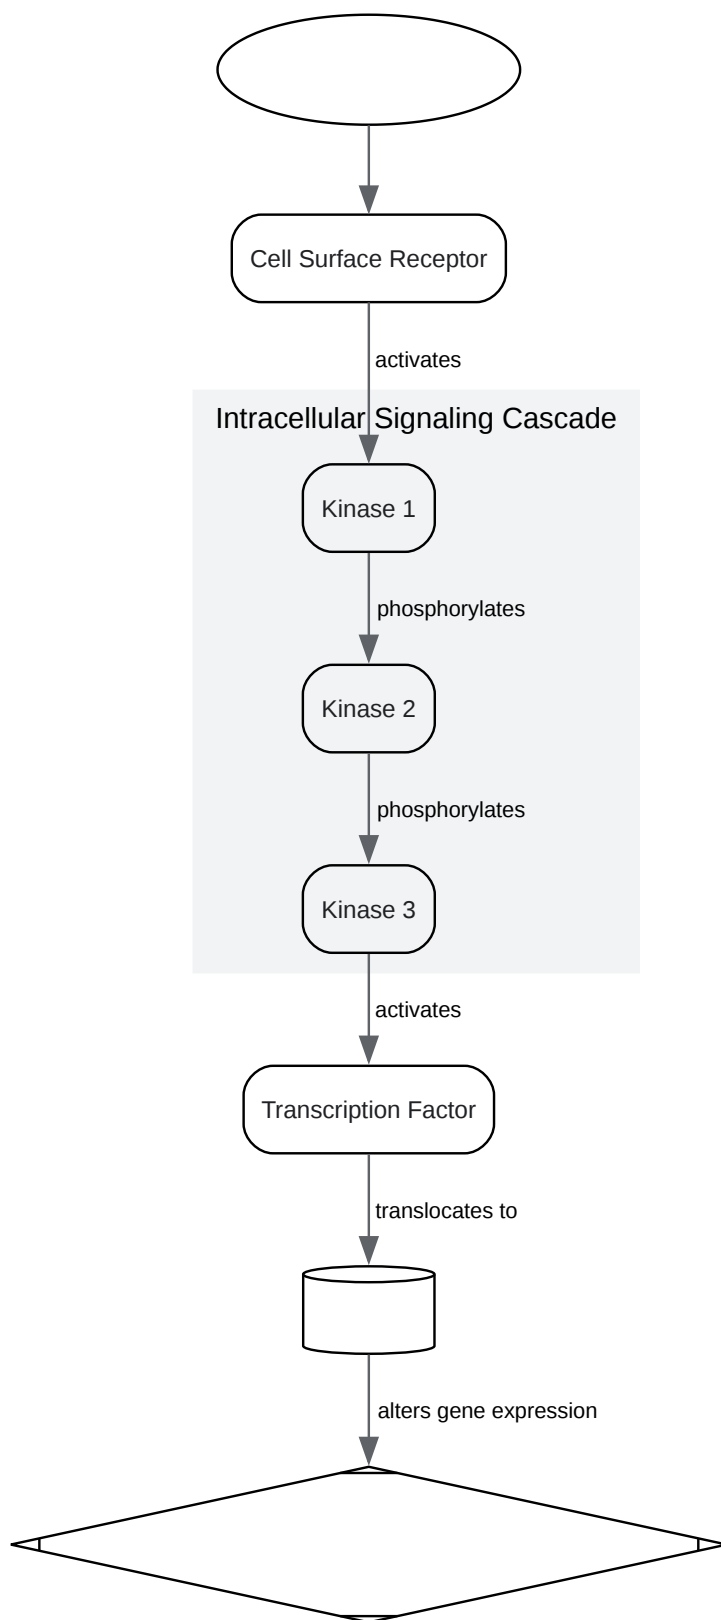 Cell Surface Receptor
activates
Intracellular Signaling Cascade
Kinase 1
phosphorylates
Kinase 2
phosphorylates
Kinase 3
activates
Transcription Factor
translocates to
alters gene expression